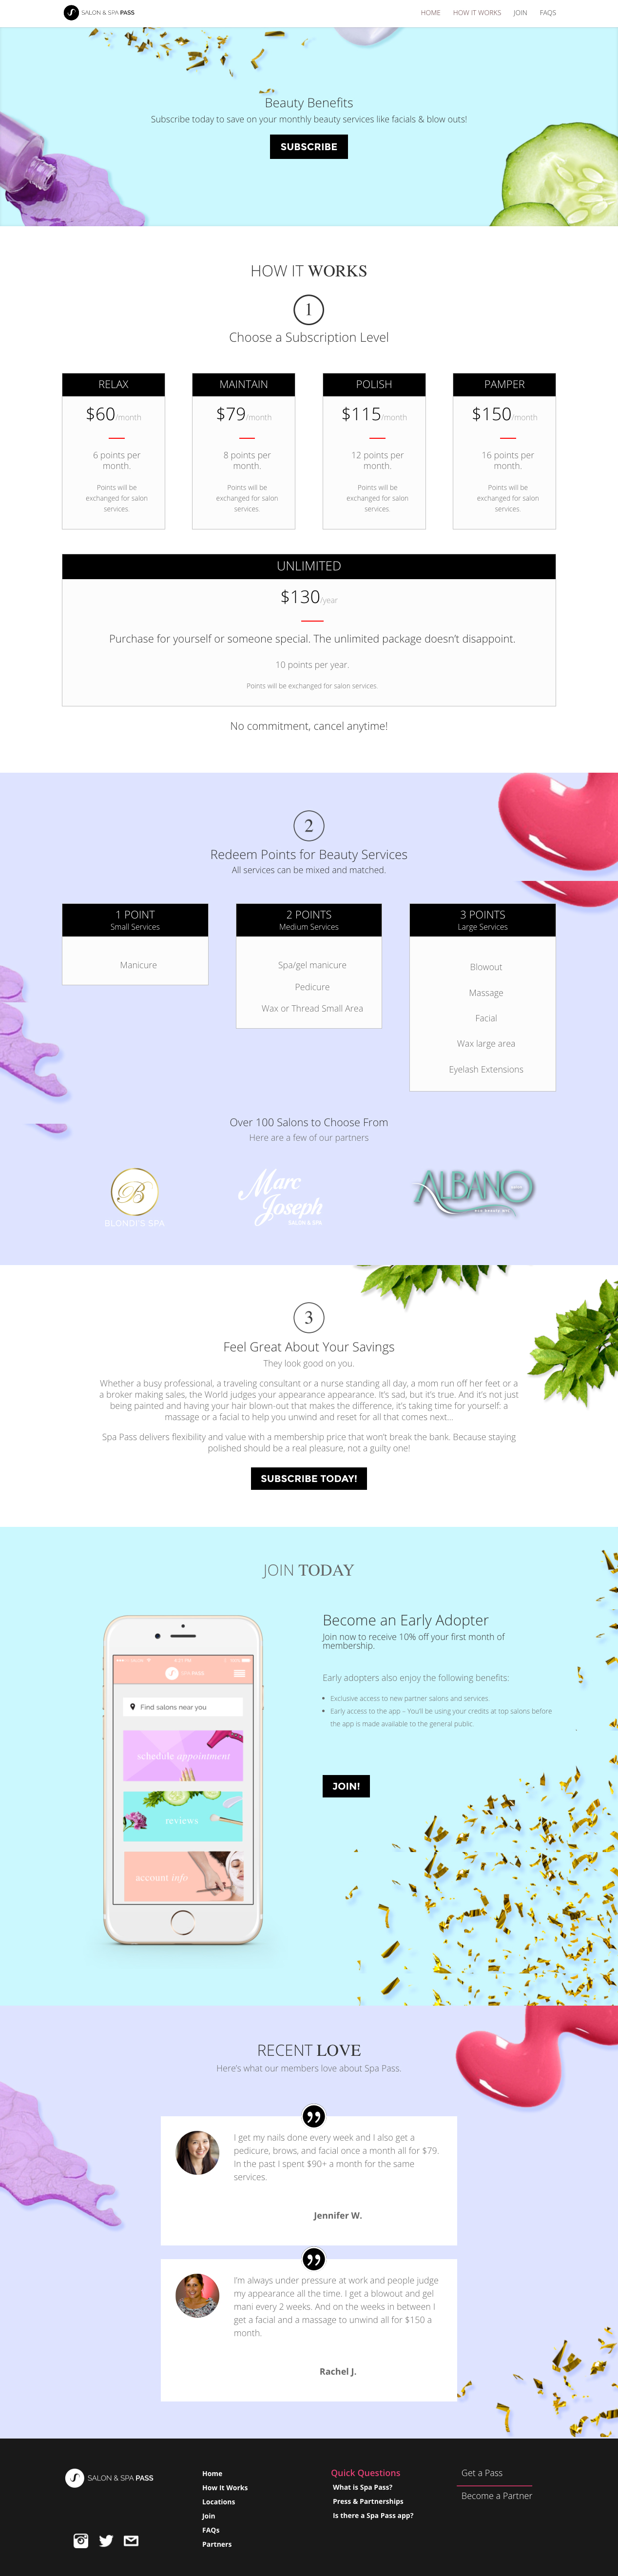 SALON & SPA PASS
HOME HOW IT WORKS JOIN FAQS
Beauty Benefits
Subscribe today to save on your monthly beauty services like facials & blow outs!
SUBSCRIBE
HOW IT WORKS
1
Choose a Subscription Level
RELAX
$60/month
6 points per
month.
Points will be
exchanged for salon
services.
MAINTAIN
$79/month
8 points per
month.
Points will be
exchanged for salon
services.
POLISH
$115/month
12 points per
month.
Points will be
exchanged for salon
services.
PAMPER
$150/month
16 points per
month.
Points will be
exchanged for salon
services.
UNLIMITED
$130/year
Purchase for yourself or someone special. The unlimited package doesn't disappoint.
10 points per year.
Points will be exchanged for salon services.
No commitment, cancel anytime!
2
Redeem Points for Beauty Services
All services can be mixed and matched.
1 POINT
Small Services
Manicure
2 POINTS
Medium Services
Spa/gel manicure
Pedicure
Wax or Thread Small Area
3 POINTS
Large Services
Blowout
Massage
Facial
Wax large area
Eyelash Extensions
Over 100 Salons to Choose From
Here are a few of our partners
B
BLONDI'S SPA
Marc
Joseph
SALON & SPA
ALBANO
3
Feel Great About Your Savings
They look good on you.
Whether a busy professional, a traveling consultant or a nurse standing all day, a mom run off her feet or a
a broker making sales, the World judges your appearance appearance. It's sad, but it's true. And it's not just
being painted and having your hair blown-out that makes the difference, it's taking time for yourself: a
massage or a facial to help you unwind and reset for all that comes next...
Spa Pass delivers flexibility and value with a membership price that won't break the bank. Because staying
polished should be a real pleasure, not a guilty one!
SUBSCRIBE TODAY!
JOIN TODAY
SPA PASS
Find salons near you
schedule appointment
reviews
account info
Become an Early Adopter
Join now to receive 10% off your first month of
membership.
Early adopters also enjoy the following benefits:
• Exclusive access to new partner salons and services.
• Early access to the app – You'll be using your credits at top salons before
the app is made available to the general public.
JOIN!
RECENT LOVE
Here's what our members love about Spa Pass.
I get my nails done every week and I also get a
pedicure, brows, and facial once a month all for $79.
In the past I spent $90+ a month for the same
services.
Jennifer W.
I'm always under pressure at work and people judge
my appearance all the time. I get a blowout and gel
mani every 2 weeks. And on the weeks in between I
get a facial and a massage to unwind all for $150 a
month.
Rachel J.
SALON & SPA PASS
Home
How It Works
Locations
Join
FAQs
Partners
Quick Questions
What is Spa Pass?
Press & Partnerships
Is there a Spa Pass app?
Get a Pass
Become a Partner